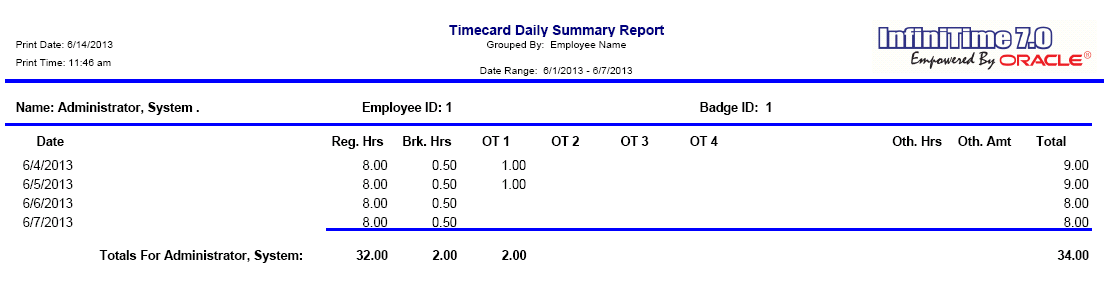 Timecard Daily Summary Report
Print Date: 6/14/2013 Grouped By: Employee Name InfiniTime 7.0
Print Time: 11:46 am Empowered By ORACLE®
Date Range: 6/1/2013 - 6/7/2013
Name: Administrator, System . Employee ID: 1 Badge ID: 1
Date Reg. Hrs Brk. Hrs OT 1 OT 2 OT 3 OT 4 Oth. Hrs Oth. Amt Total
6/4/2013 8.00 0.50 1.00 9.00
6/5/2013 8.00 0.50 1.00 9.00
6/6/2013 8.00 0.50 8.00
6/7/2013 8.00 0.50 8.00
Totals For Administrator, System: 32.00 2.00 2.00 34.00